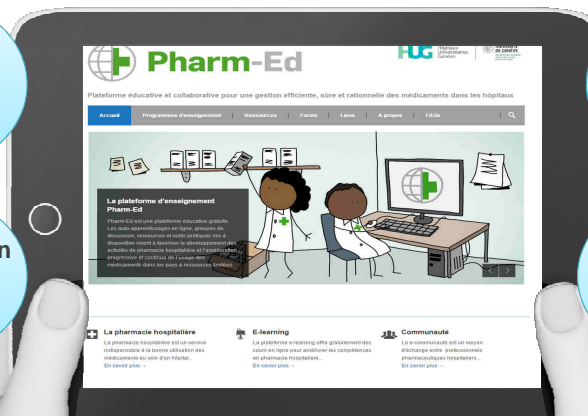 Pharm-Ed
HUG
Hôpitaux
Universitaires
Genève
UNIVERSITÉ
DE GENÈVE
Plateforme éducative et collaborative pour une gestion efficiente, sûre et rationnelle des médicaments dans les hôpitaux
Accueil | Programmes d'enseignement | Ressources | Forum | Liens | A propos | FAQs
La plateforme d'enseignement
Pharm-Ed
Pharm-Ed est une plateforme éducative gratuite.
Les auto-apprentissages en ligne, groupes de
discussion, ressources et outils pratiques mis à
disposition visent à favoriser le développement des
activités de pharmacie hospitalière et l'amélioration
progressive et continue de l'usage des
médicaments dans les pays à ressources limitées.
n
La pharmacie hospitalière
La pharmacie hospitalière est un service
indispensable à la bonne utilisation des
médicaments au sein d'un hôpital...
En savoir plus →
E-learning
La plateforme e-learning offre gratuitement des
cours en ligne pour améliorer les compétences
en pharmacie hospitalière...
En savoir plus →
Communauté
La e-communauté est un moyen
d'échange entre professionnels
pharmaceutiques hospitaliers...
En savoir plus →